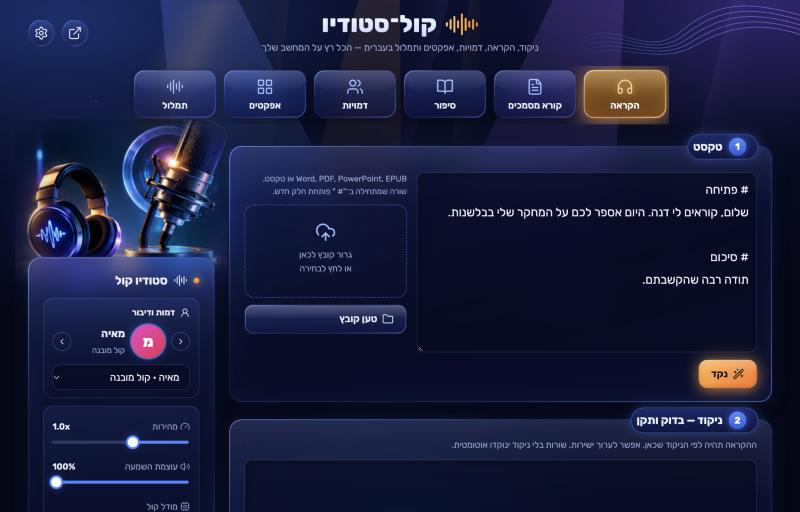 קול־סטודיו
ניקוד, הקראה, דמויות, אפקטים ותמלול בעברית — הכל רץ על המחשב שלך
הקראה
קורא מסמכים
סיפור
דמויות
אפקטים
תמלול
1 טקסט
# פתיחה
שלום, קוראים לי דנה. היום אספר לכם על המחקר שלי בבלשנות.
# סיכום
תודה רבה שהקשבתם.
Word, PDF, PowerPoint, EPUB או טקסט.
שורה שמתחילה ב־"# " פותחת חלק חדש.
גרור קובץ לכאן
או לחץ לבחירה
טען קובץ
נקד
2 ניקוד — בדוק ותקן
ההקראה תהיה לפי הניקוד שכאן. אפשר לערוך ישירות. שורות בלי ניקוד ינוקדו אוטומטית.
סטודיו קול
דמות ודיבור
מ
מאיה
קול מובנה
מאיה • קול מובנה
מהירות 1.0x
עוצמת השמעה 100%
מודל קול